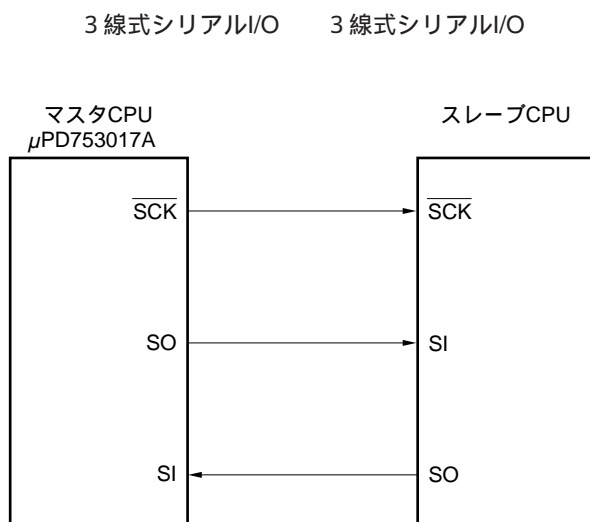 3線式シリアルI/O 3線式シリアルI/O
マスタCPU スレーブCPU
μPD753017A
SCK SCK
SO SI
SI SO